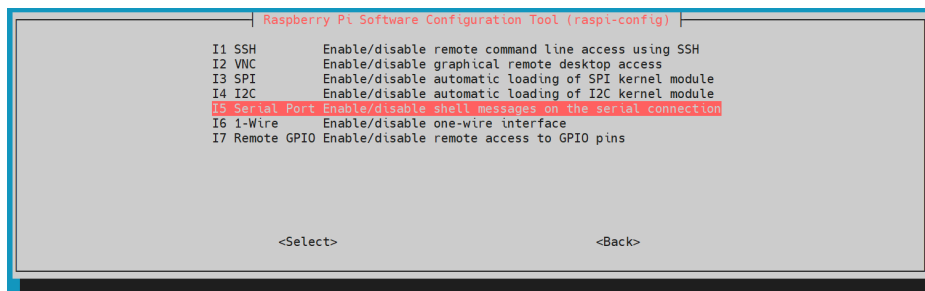 Raspberry Pi Software Configuration Tool (raspi-config)
I1 SSH Enable/disable remote command line access using SSH
I2 VNC Enable/disable graphical remote desktop access
I3 SPI Enable/disable automatic loading of SPI kernel module
I4 I2C Enable/disable automatic loading of I2C kernel module
I5 Serial Port Enable/disable shell messages on the serial connection
I6 1-Wire Enable/disable one-wire interface
I7 Remote GPIO Enable/disable remote access to GPIO pins
<Select> <Back>